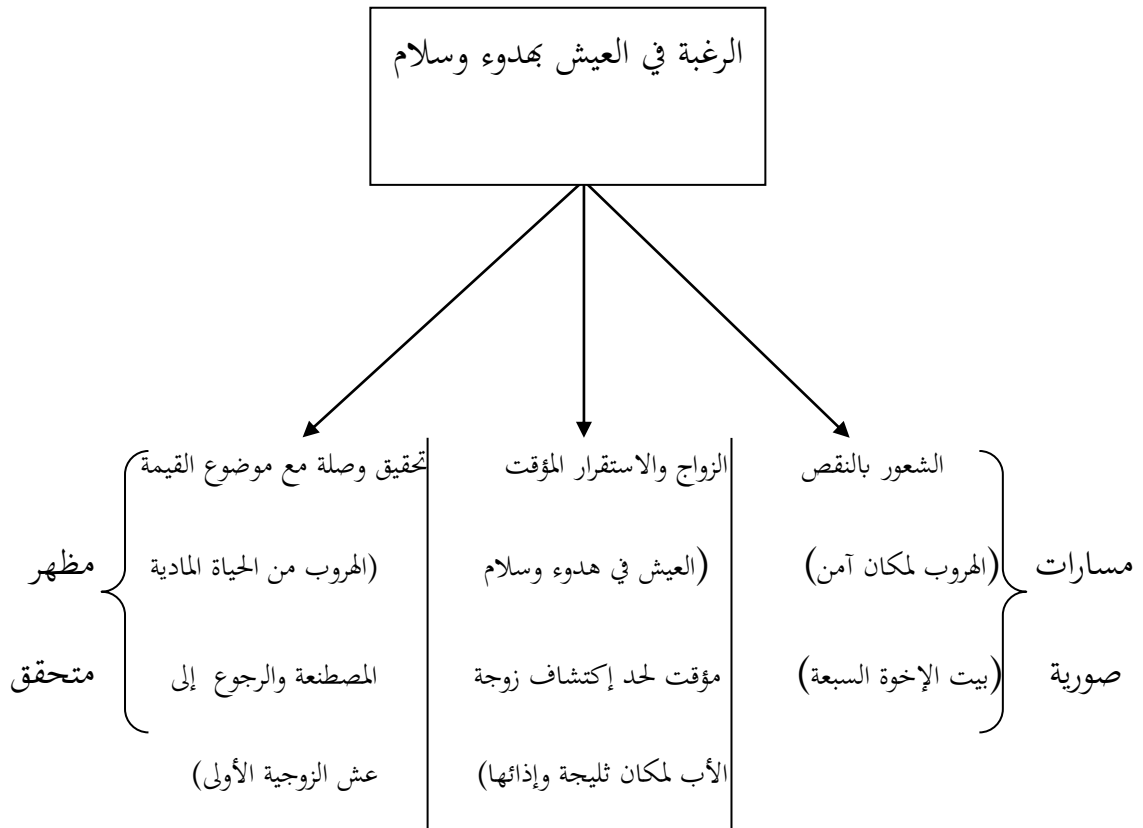 الرغبة في العيش بهدوء وسلام
الشعور بالنقص
(الهروب لمكان آمن)
(بيت الإخوة السبعة)
مسارات
صورية
الزواج والاستقرار المؤقت
(العيش في هدوء وسلام
مؤقت لحد إكتشاف زوجة
الأب لمكان ثليجة وإذائها)
تحقيق وصلة مع موضوع القيمة
(الهروب من الحياة المادية
المصطنعة والرجوع إلى
عش الزوجية الأولى)
مظهر
متحقق